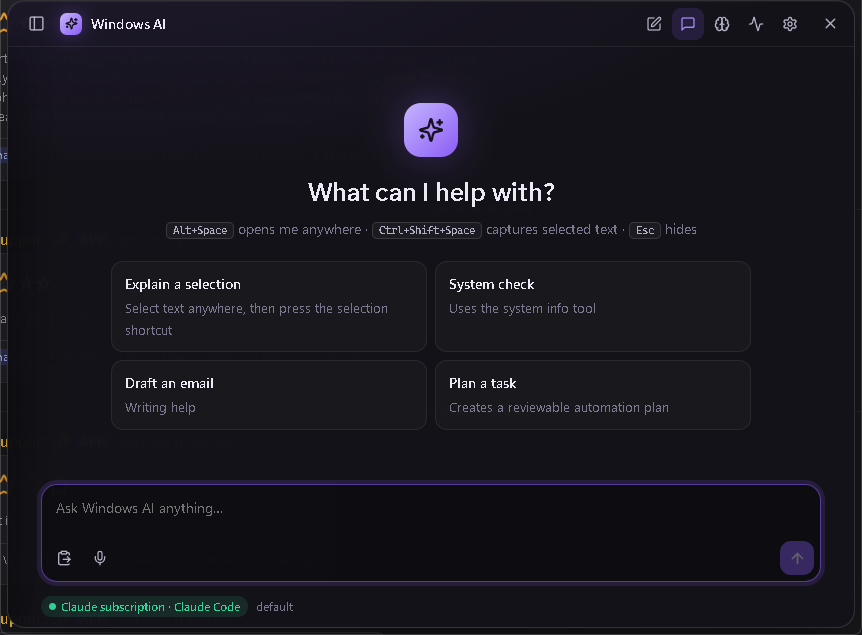 Windows AI
What can I help with?
Alt+Space opens me anywhere · Ctrl+Shift+Space captures selected text · Esc hides
Explain a selection
Select text anywhere, then press the selection
shortcut
System check
Uses the system info tool
Draft an email
Writing help
Plan a task
Creates a reviewable automation plan
Ask Windows AI anything...
Claude subscription · Claude Code default